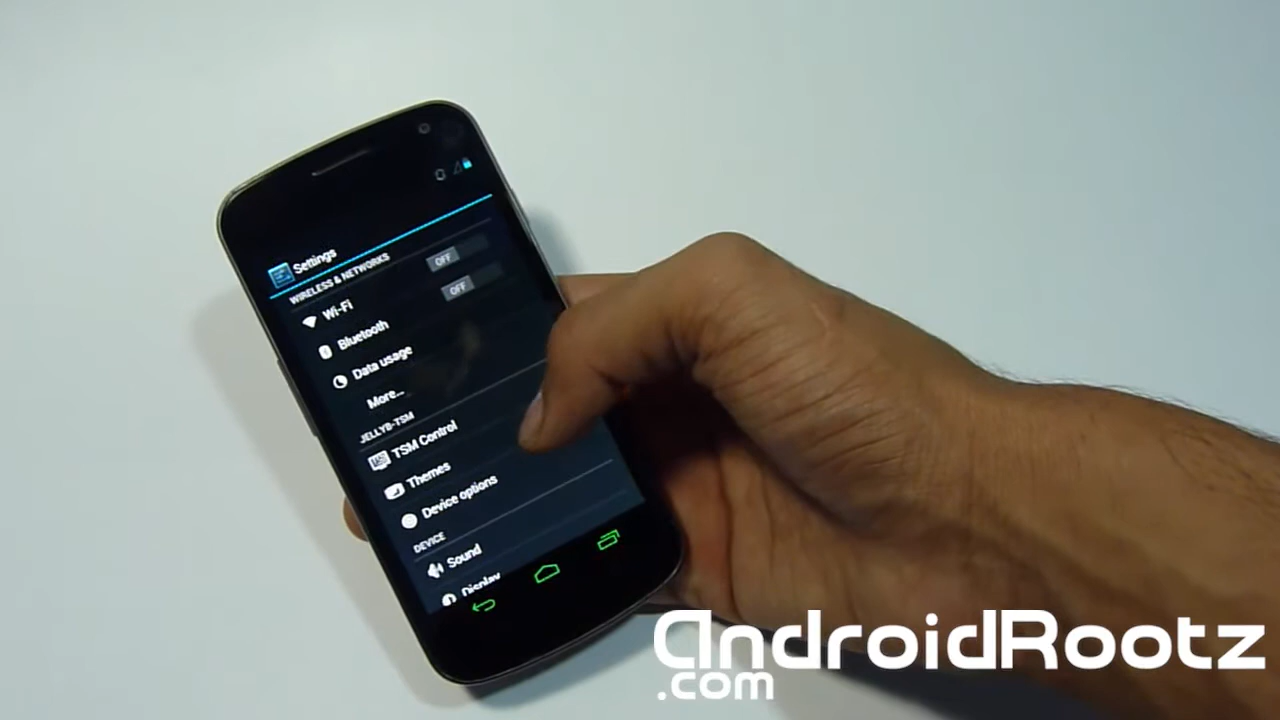 Settings
WIRELESS & NETWORKS
Wi-Fi
OFF
Bluetooth
OFF
Data usage
More...
JELLYB-TSM
TSM Control
Themes
Device options
DEVICE
Sound
Display
AndroidRootz
.com